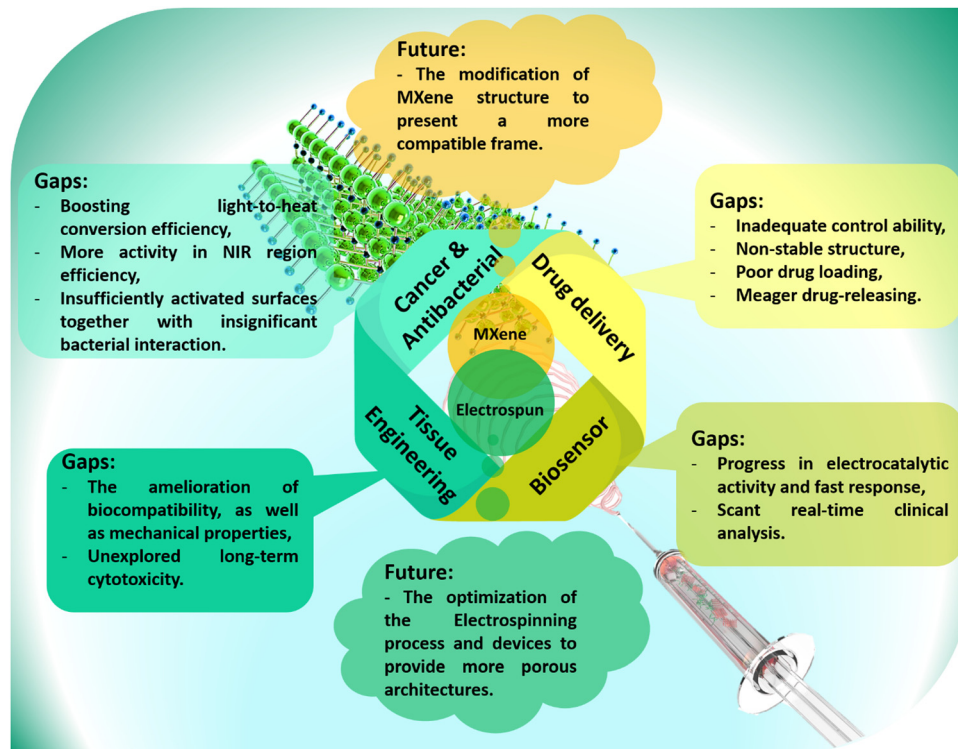 Future:
- The modification of
MXene structure to
present a more
compatible frame.
Gaps:
- Boosting light-to-heat
conversion efficiency,
- More activity in NIR region
efficiency,
- Insufficiently activated surfaces
together with insignificant
bacterial interaction.
Gaps:
- Inadequate control ability,
- Non-stable structure,
- Poor drug loading,
- Meager drug-releasing.
Cancer &
Antibacterial
Drug delivery
MXene
Electrospun
Tissue
Engineering
Biosensor
Gaps:
- The amelioration of
biocompatibility, as well
as mechanical properties,
- Unexplored long-term
cytotoxicity.
Gaps:
- Progress in electrocatalytic
activity and fast response,
- Scant real-time clinical
analysis.
Future:
- The optimization of
the Electrospinning
process and devices to
provide more porous
architectures.